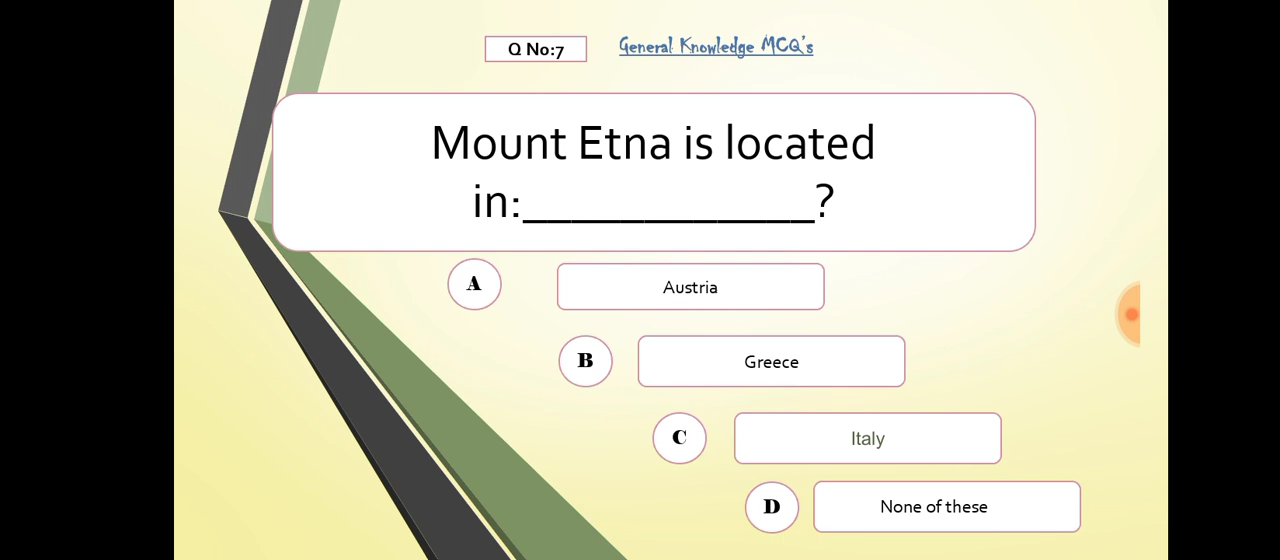 Q No:7
General Knowledge MCQ's
Mount Etna is located
in:____________?
A
Austria
B
Greece
C
Italy
D
None of these